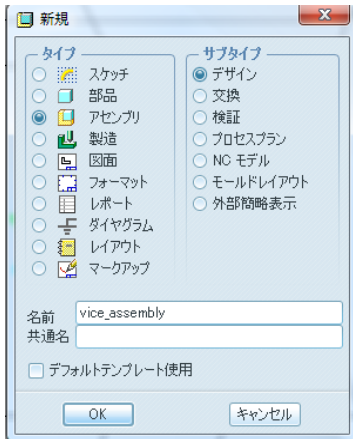 新規
タイプ
スケッチ
部品
アセンブリ
製造
図面
フォーマット
レポート
ダイヤグラム
レイアウト
マークアップ
サブタイプ
デザイン
交換
検証
プロセスプラン
NC モデル
モールドレイアウト
外部簡略表示
名前 vice_assembly
共通名
デフォルトテンプレート使用
OK キャンセル